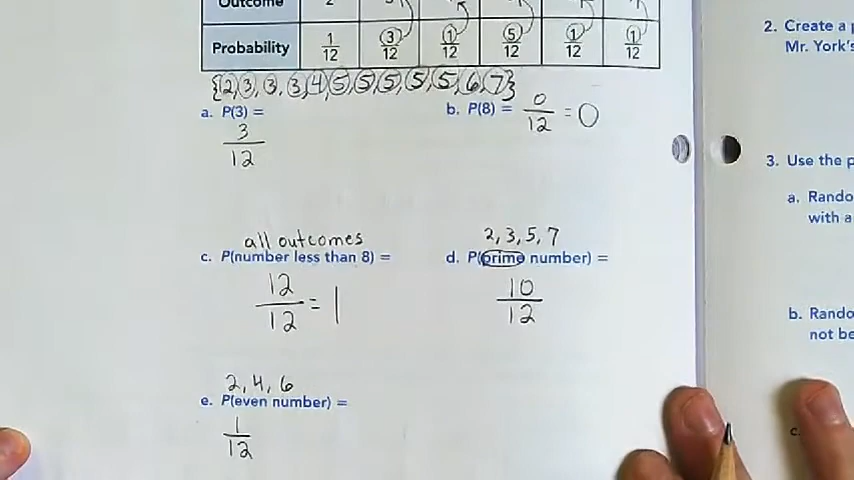 Outcome 2
Probability 1/12 3/12 1/12 5/12 1/12 1/12
{2, 3, 3, 3, 4, 5, 5, 5, 5, 5, 6, 7}
a. P(3) =
3/12
b. P(8) = 0/12 = 0
all outcomes
c. P(number less than 8) =
12/12 = 1
2, 3, 5, 7
d. P(prime number) =
10/12
2, 4, 6
e. P(even number) =
1/12
2. Create a
Mr. York's
3. Use the
a. Rando
with a
b. Rando
not be
c.